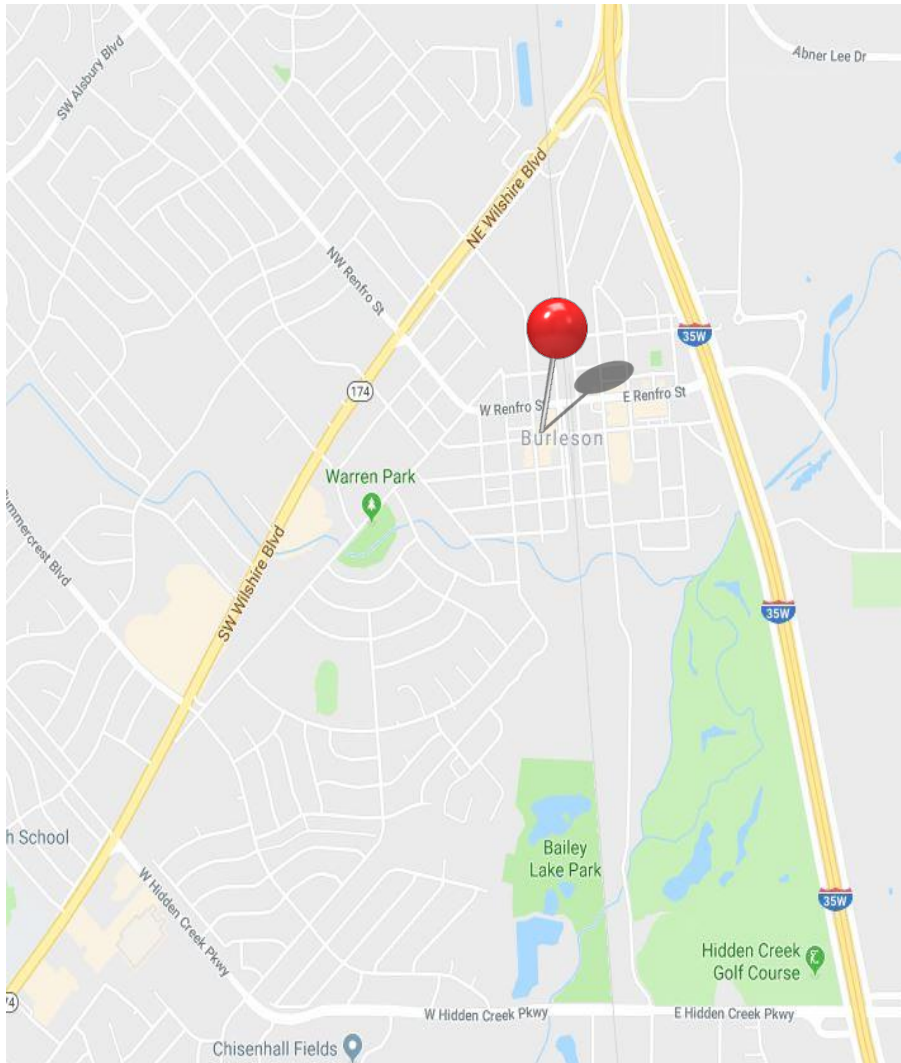 SW Alsbury Blvd
Abner Lee Dr
NE Wilshire Blvd
NW Renfro St
35W
174
W Renfro St
E Renfro St
Burleson
Warren Park
Summercrest Blvd
SW Wilshire Blvd
35W
h School
Bailey
Lake Park
W Hidden Creek Pkwy
35W
Hidden Creek
Golf Course
74
W Hidden Creek Pkwy
E Hidden Creek Pkwy
Chisenhall Fields